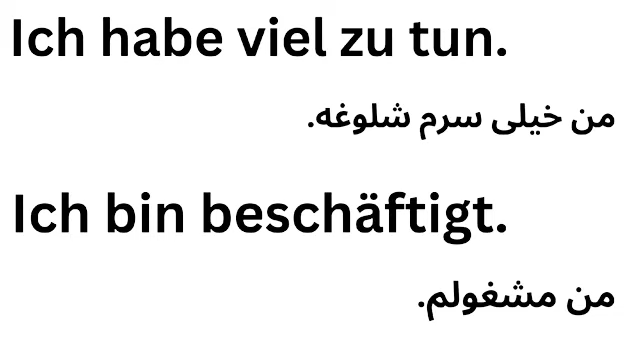 Ich habe viel zu tun.
من خیلی سرم شلوغه.
Ich bin beschäftigt.
من مشغولم.